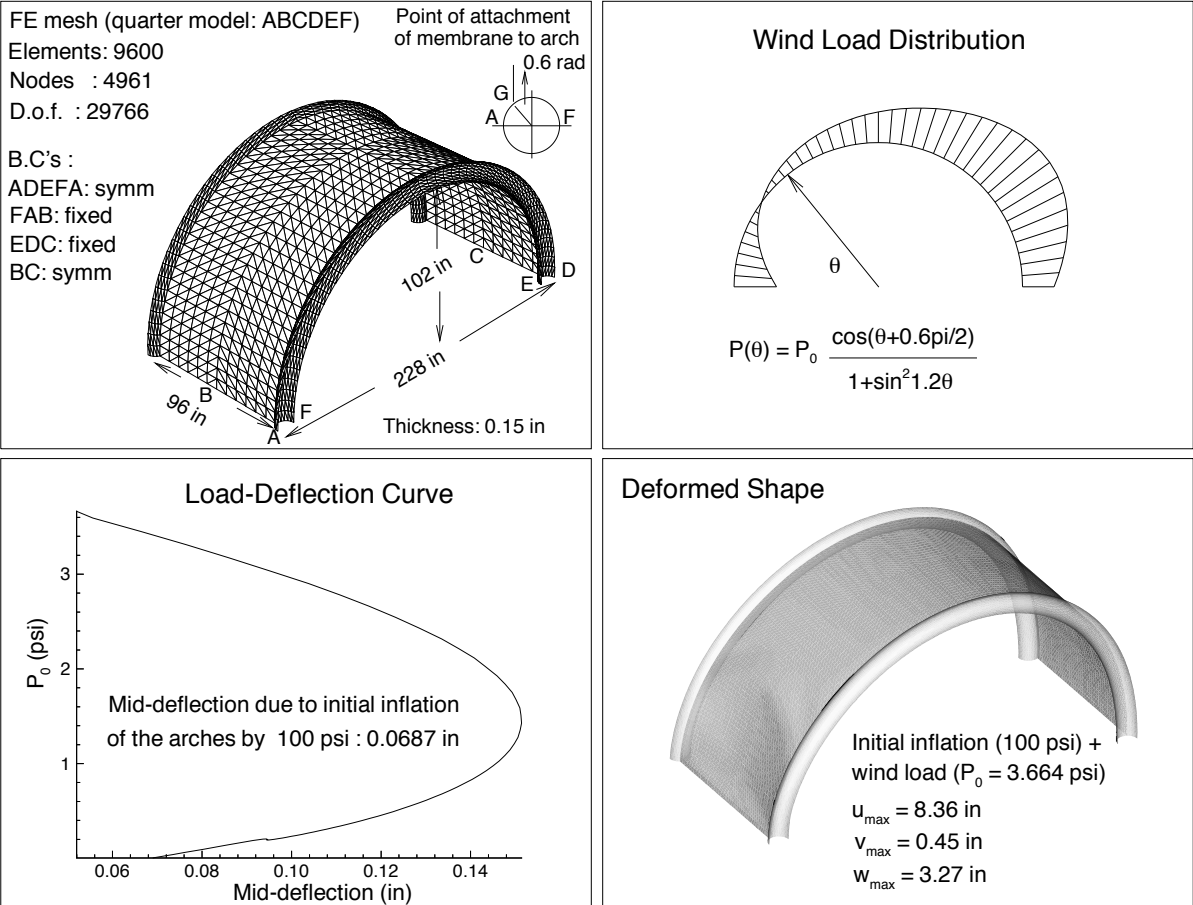 FE mesh (quarter model: ABCDEF)
Elements: 9600
Nodes : 4961
D.o.f. : 29766
B.C's :
ADEFA: symm
FAB: fixed
EDC: fixed
BC: symm
Point of attachment
of membrane to arch
0.6 rad
G
A
F
102 in
C
D
E
228 in
B
96 in
F
A
Thickness: 0.15 in
Wind Load Distribution
θ
P(θ) = P₀ cos(θ+0.6pi/2)
1+sin²1.2θ
Load-Deflection Curve
3
2
1
P₀ (psi)
Mid-deflection due to initial inflation
of the arches by 100 psi : 0.0687 in
0.06 0.08 0.10 0.12 0.14
Mid-deflection (in)
Deformed Shape
Initial inflation (100 psi) +
wind load (P₀ = 3.664 psi)
u_max = 8.36 in
v_max = 0.45 in
w_max = 3.27 in